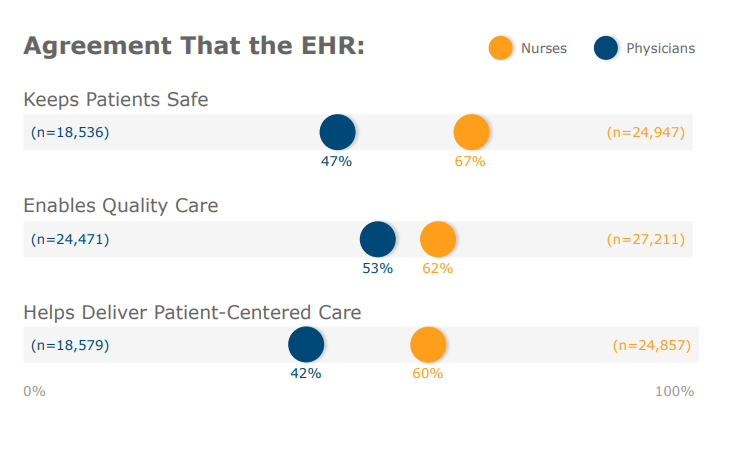 Agreement That the EHR:
Nurses
Physicians
Keeps Patients Safe
(n=18,536)
(n=24,947)
47%
67%
Enables Quality Care
(n=24,471)
(n=27,211)
53%
62%
Helps Deliver Patient-Centered Care
(n=18,579)
(n=24,857)
42%
60%
0%
100%